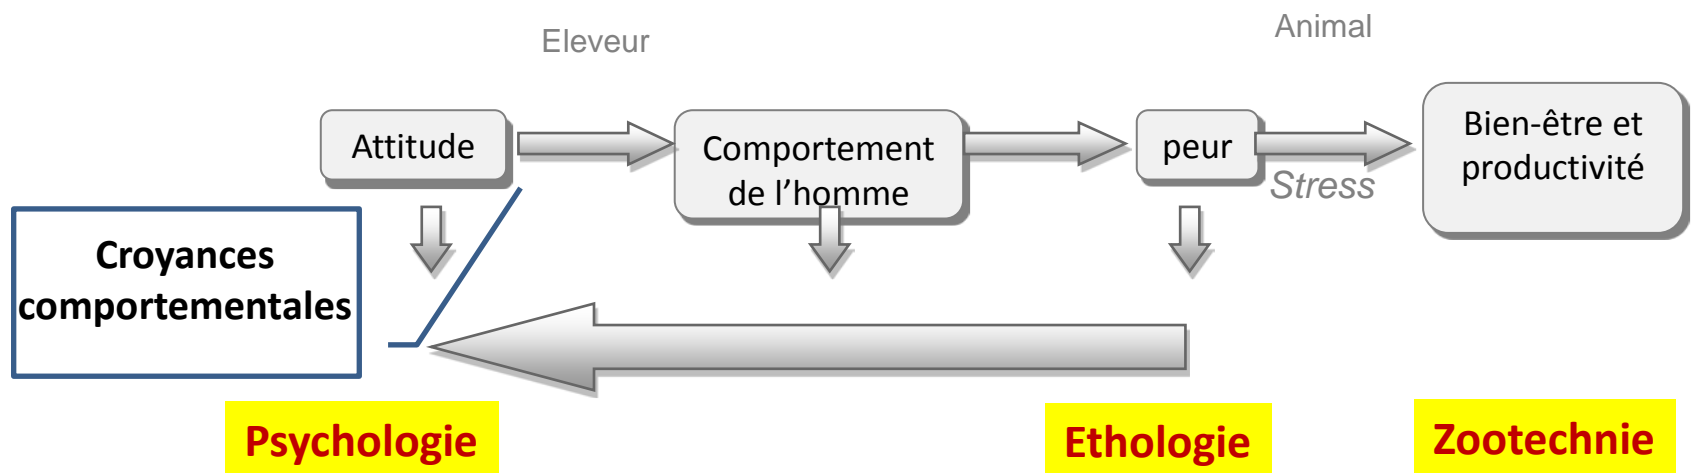 Eleveur
Animal
Attitude
Comportement
de l'homme
peur
Stress
Bien-être et
productivité
Croyances
comportementales
Psychologie
Ethologie
Zootechnie